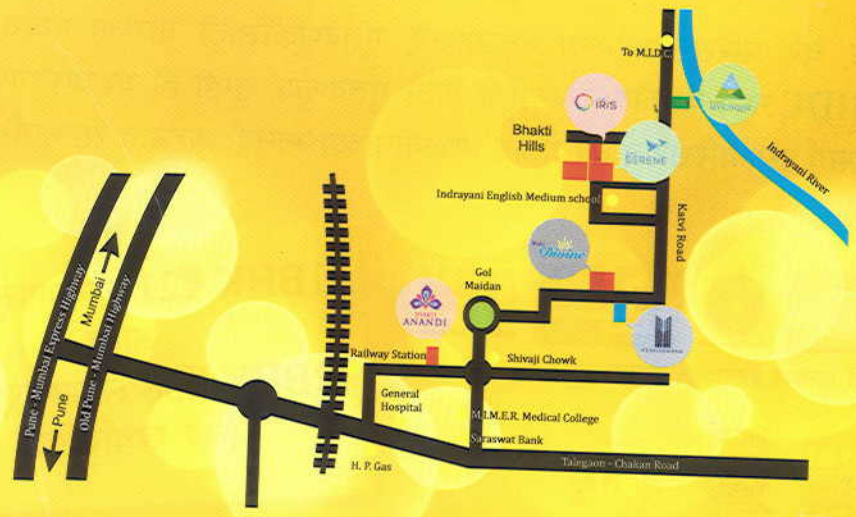 To M.I.D.C.
IRIS
Bhakti
Hills
SERENE
Indrayani River
Indrayani English Medium school
Katvi Road
Divine
Gol
Maidan
BHAKTI
ANANDI
Railway Station
Shivaji Chowk
General
Hospital
M.I.M.E.R. Medical College
Saraswat Bank
H. P. Gas
Talegaon - Chakan Road
Mumbai
Pune
Pune - Mumbai Express Highway
Old Pune - Mumbai Highway